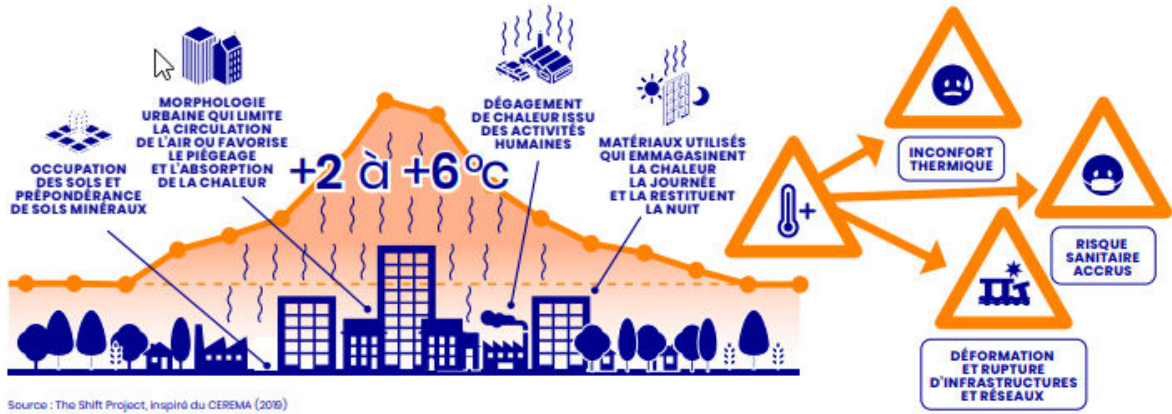 OCCUPATION
DES SOLS ET
PRÉPONDÉRANCE
DE SOLS MINÉRAUX
MORPHOLOGIE
URBAINE QUI LIMITE
LA CIRCULATION
DE L'AIR OU FAVORISE
LE PIÉGEAGE
ET L'ABSORPTION
DE LA CHALEUR
+2 à +6°C
DÉGAGEMENT
DE CHALEUR ISSU
DES ACTIVITÉS
HUMAINES
MATÉRIAUX UTILISÉS
QUI EMMAGASINENT
LA CHALEUR
LA JOURNÉE
ET LA RESTITUENT
LA NUIT
+
INCONFORT
THERMIQUE
RISQUE
SANITAIRE
ACCRUS
DÉFORMATION
ET RUPTURE
D'INFRASTRUCTURES
ET RÉSEAUX
Source : The Shift Project, inspiré du CEREMA (2019)